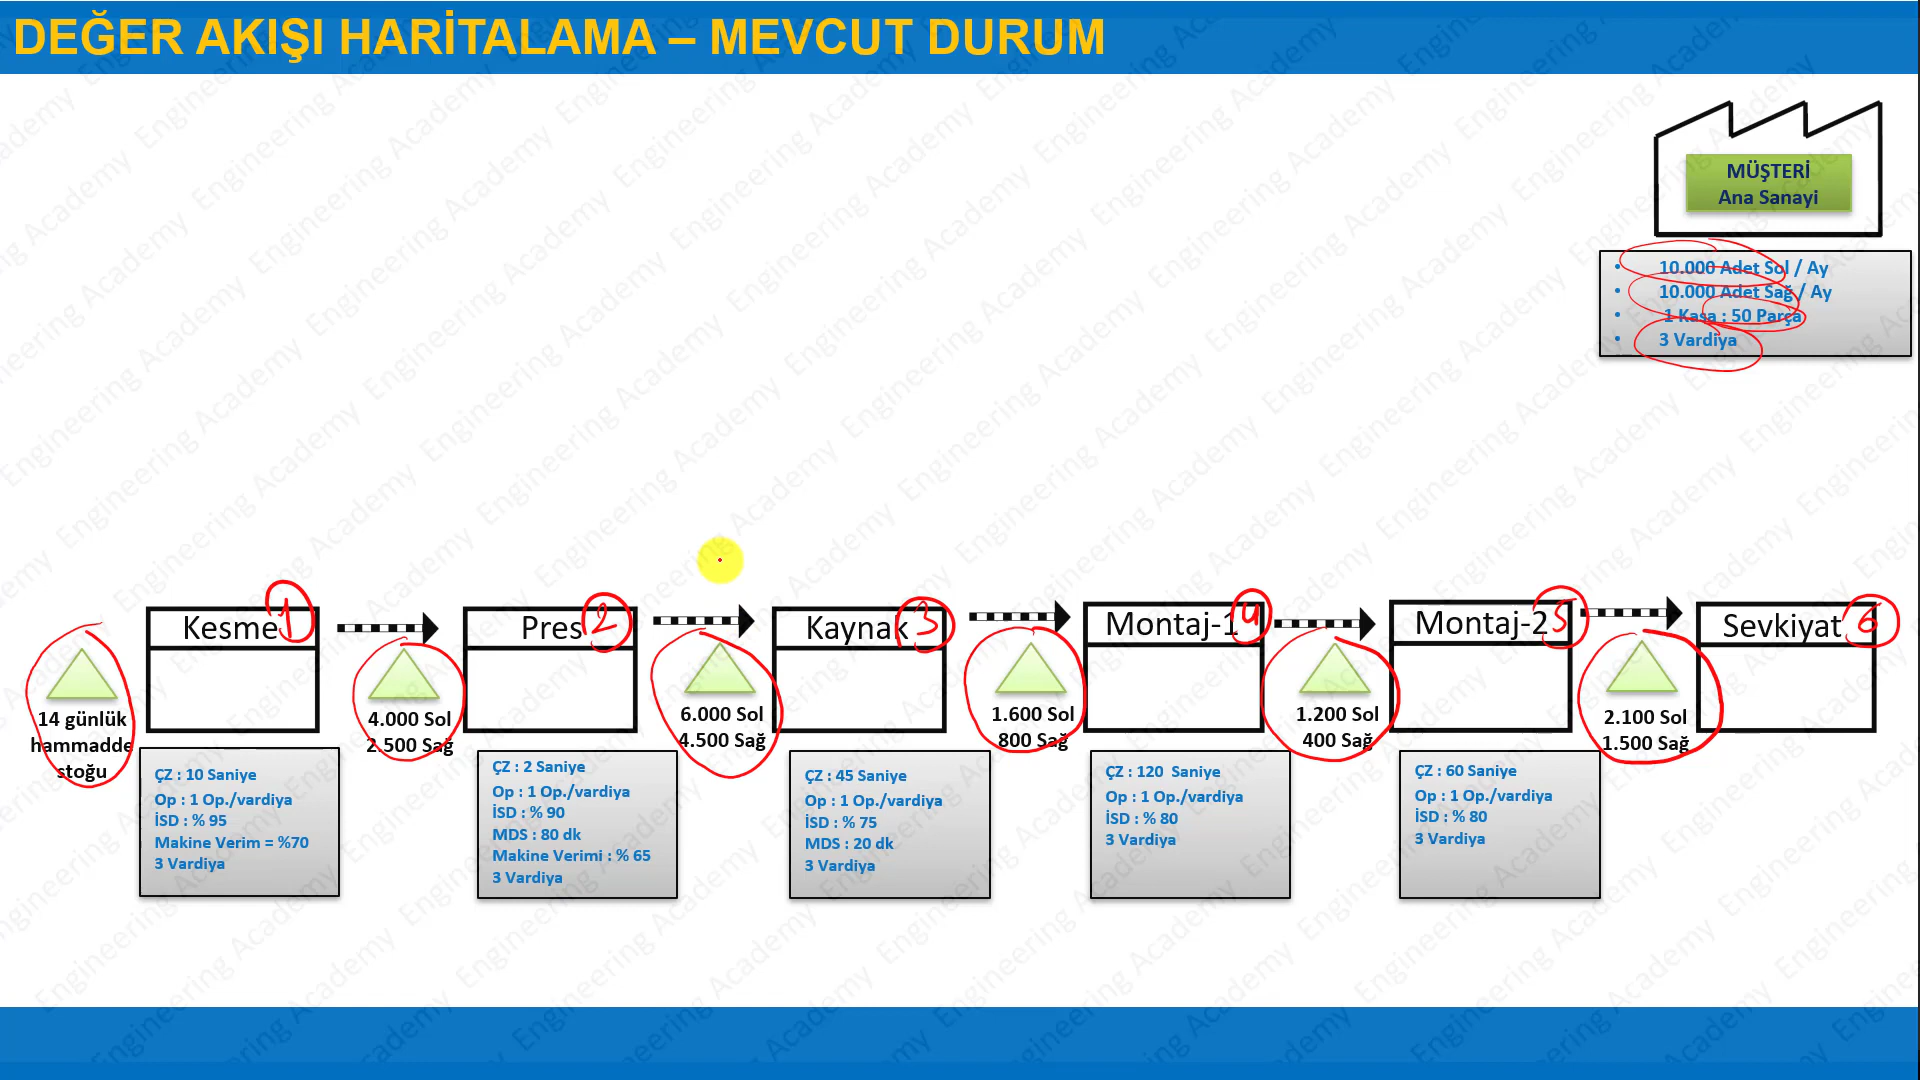 DEĞER AKIŞI HARİTALAMA – MEVCUT DURUM
MÜŞTERİ
Ana Sanayi
• 10.000 Adet Sol / Ay
• 10.000 Adet Sağ / Ay
• 1 Kasa : 50 Parça
• 3 Vardiya
14 günlük
hammadde
stoğu
Kesme 1
ÇZ : 10 Saniye
Op : 1 Op./vardiya
İSD : % 95
Makine Verim = %70
3 Vardiya
4.000 Sol
2.500 Sağ
Pres 2
ÇZ : 2 Saniye
Op : 1 Op./vardiya
İSD : % 90
MDS : 80 dk
Makine Verimi : % 65
3 Vardiya
6.000 Sol
4.500 Sağ
Kaynak 3
ÇZ : 45 Saniye
Op : 1 Op./vardiya
İSD : % 75
MDS : 20 dk
3 Vardiya
1.600 Sol
800 Sağ
Montaj-1 4
ÇZ : 120 Saniye
Op : 1 Op./vardiya
İSD : % 80
3 Vardiya
1.200 Sol
400 Sağ
Montaj-2 5
ÇZ : 60 Saniye
Op : 1 Op./vardiya
İSD : % 80
3 Vardiya
2.100 Sol
1.500 Sağ
Sevkiyat 6
Engineering Academy